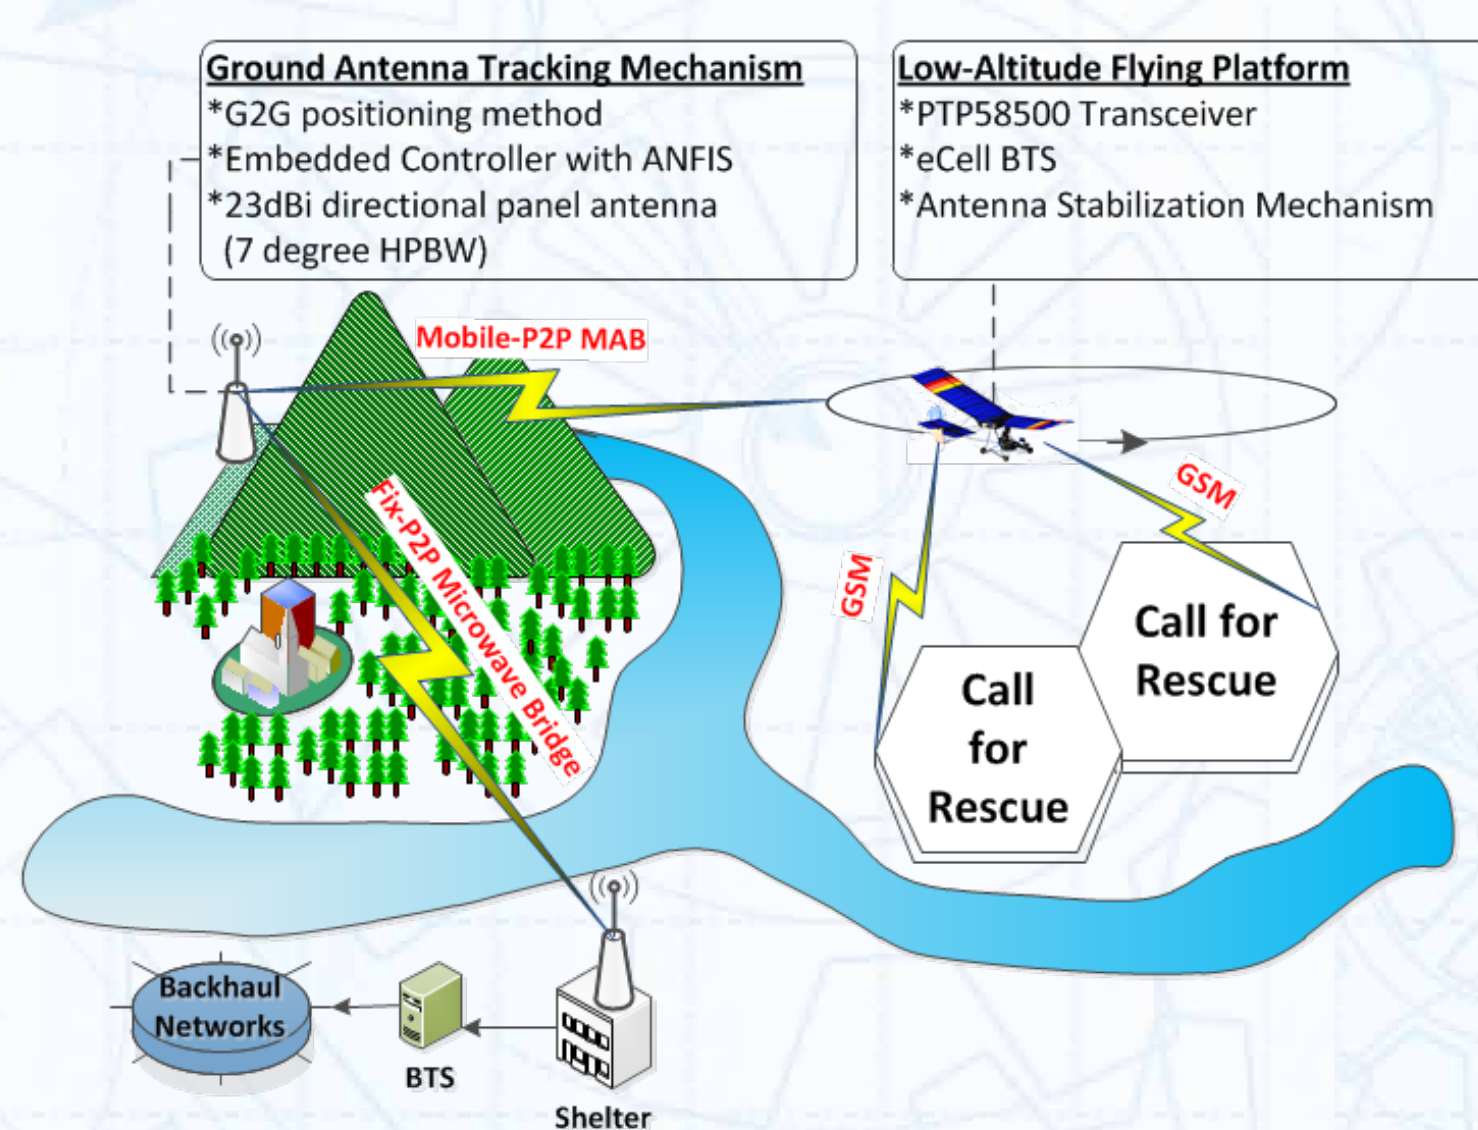 Ground Antenna Tracking Mechanism
*G2G positioning method
*Embedded Controller with ANFIS
*23dBi directional panel antenna
(7 degree HPBW)
Low-Altitude Flying Platform
*PTP58500 Transceiver
*eCell BTS
*Antenna Stabilization Mechanism
Mobile-P2P MAB
Fix-P2P Microwave Bridge
GSM
GSM
Call for
Rescue
Call
for
Rescue
Backhaul
Networks
BTS
Shelter